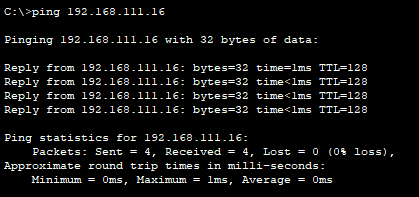 C:\>ping 192.168.111.16
Pinging 192.168.111.16 with 32 bytes of data:
Reply from 192.168.111.16: bytes=32 time=1ms TTL=128
Reply from 192.168.111.16: bytes=32 time<1ms TTL=128
Reply from 192.168.111.16: bytes=32 time<1ms TTL=128
Reply from 192.168.111.16: bytes=32 time<1ms TTL=128
Ping statistics for 192.168.111.16:
Packets: Sent = 4, Received = 4, Lost = 0 (0% loss),
Approximate round trip times in milli-seconds:
Minimum = 0ms, Maximum = 1ms, Average = 0ms